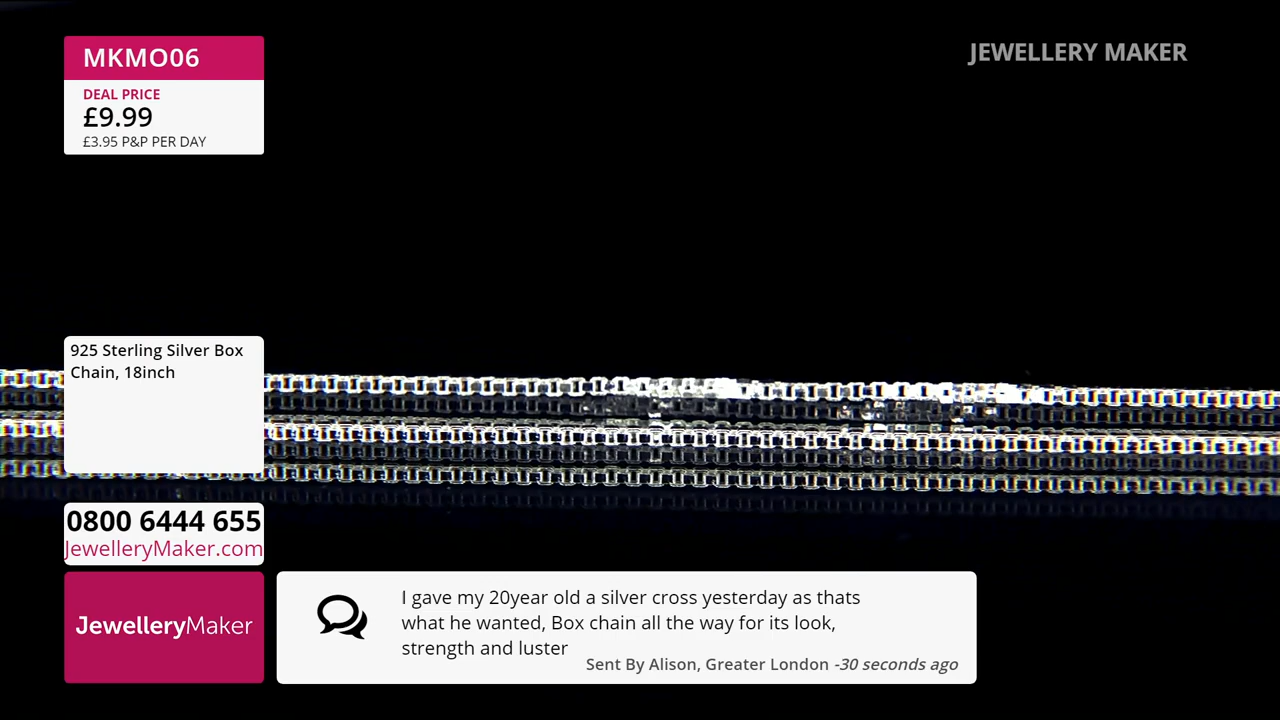 MKMO06
DEAL PRICE
£9.99
£3.95 P&P PER DAY
JEWELLERY MAKER
925 Sterling Silver Box
Chain, 18inch
0800 6444 655
JewelleryMaker.com
JewelleryMaker
I gave my 20year old a silver cross yesterday as thats
what he wanted, Box chain all the way for its look,
strength and luster
Sent By Alison, Greater London -30 seconds ago